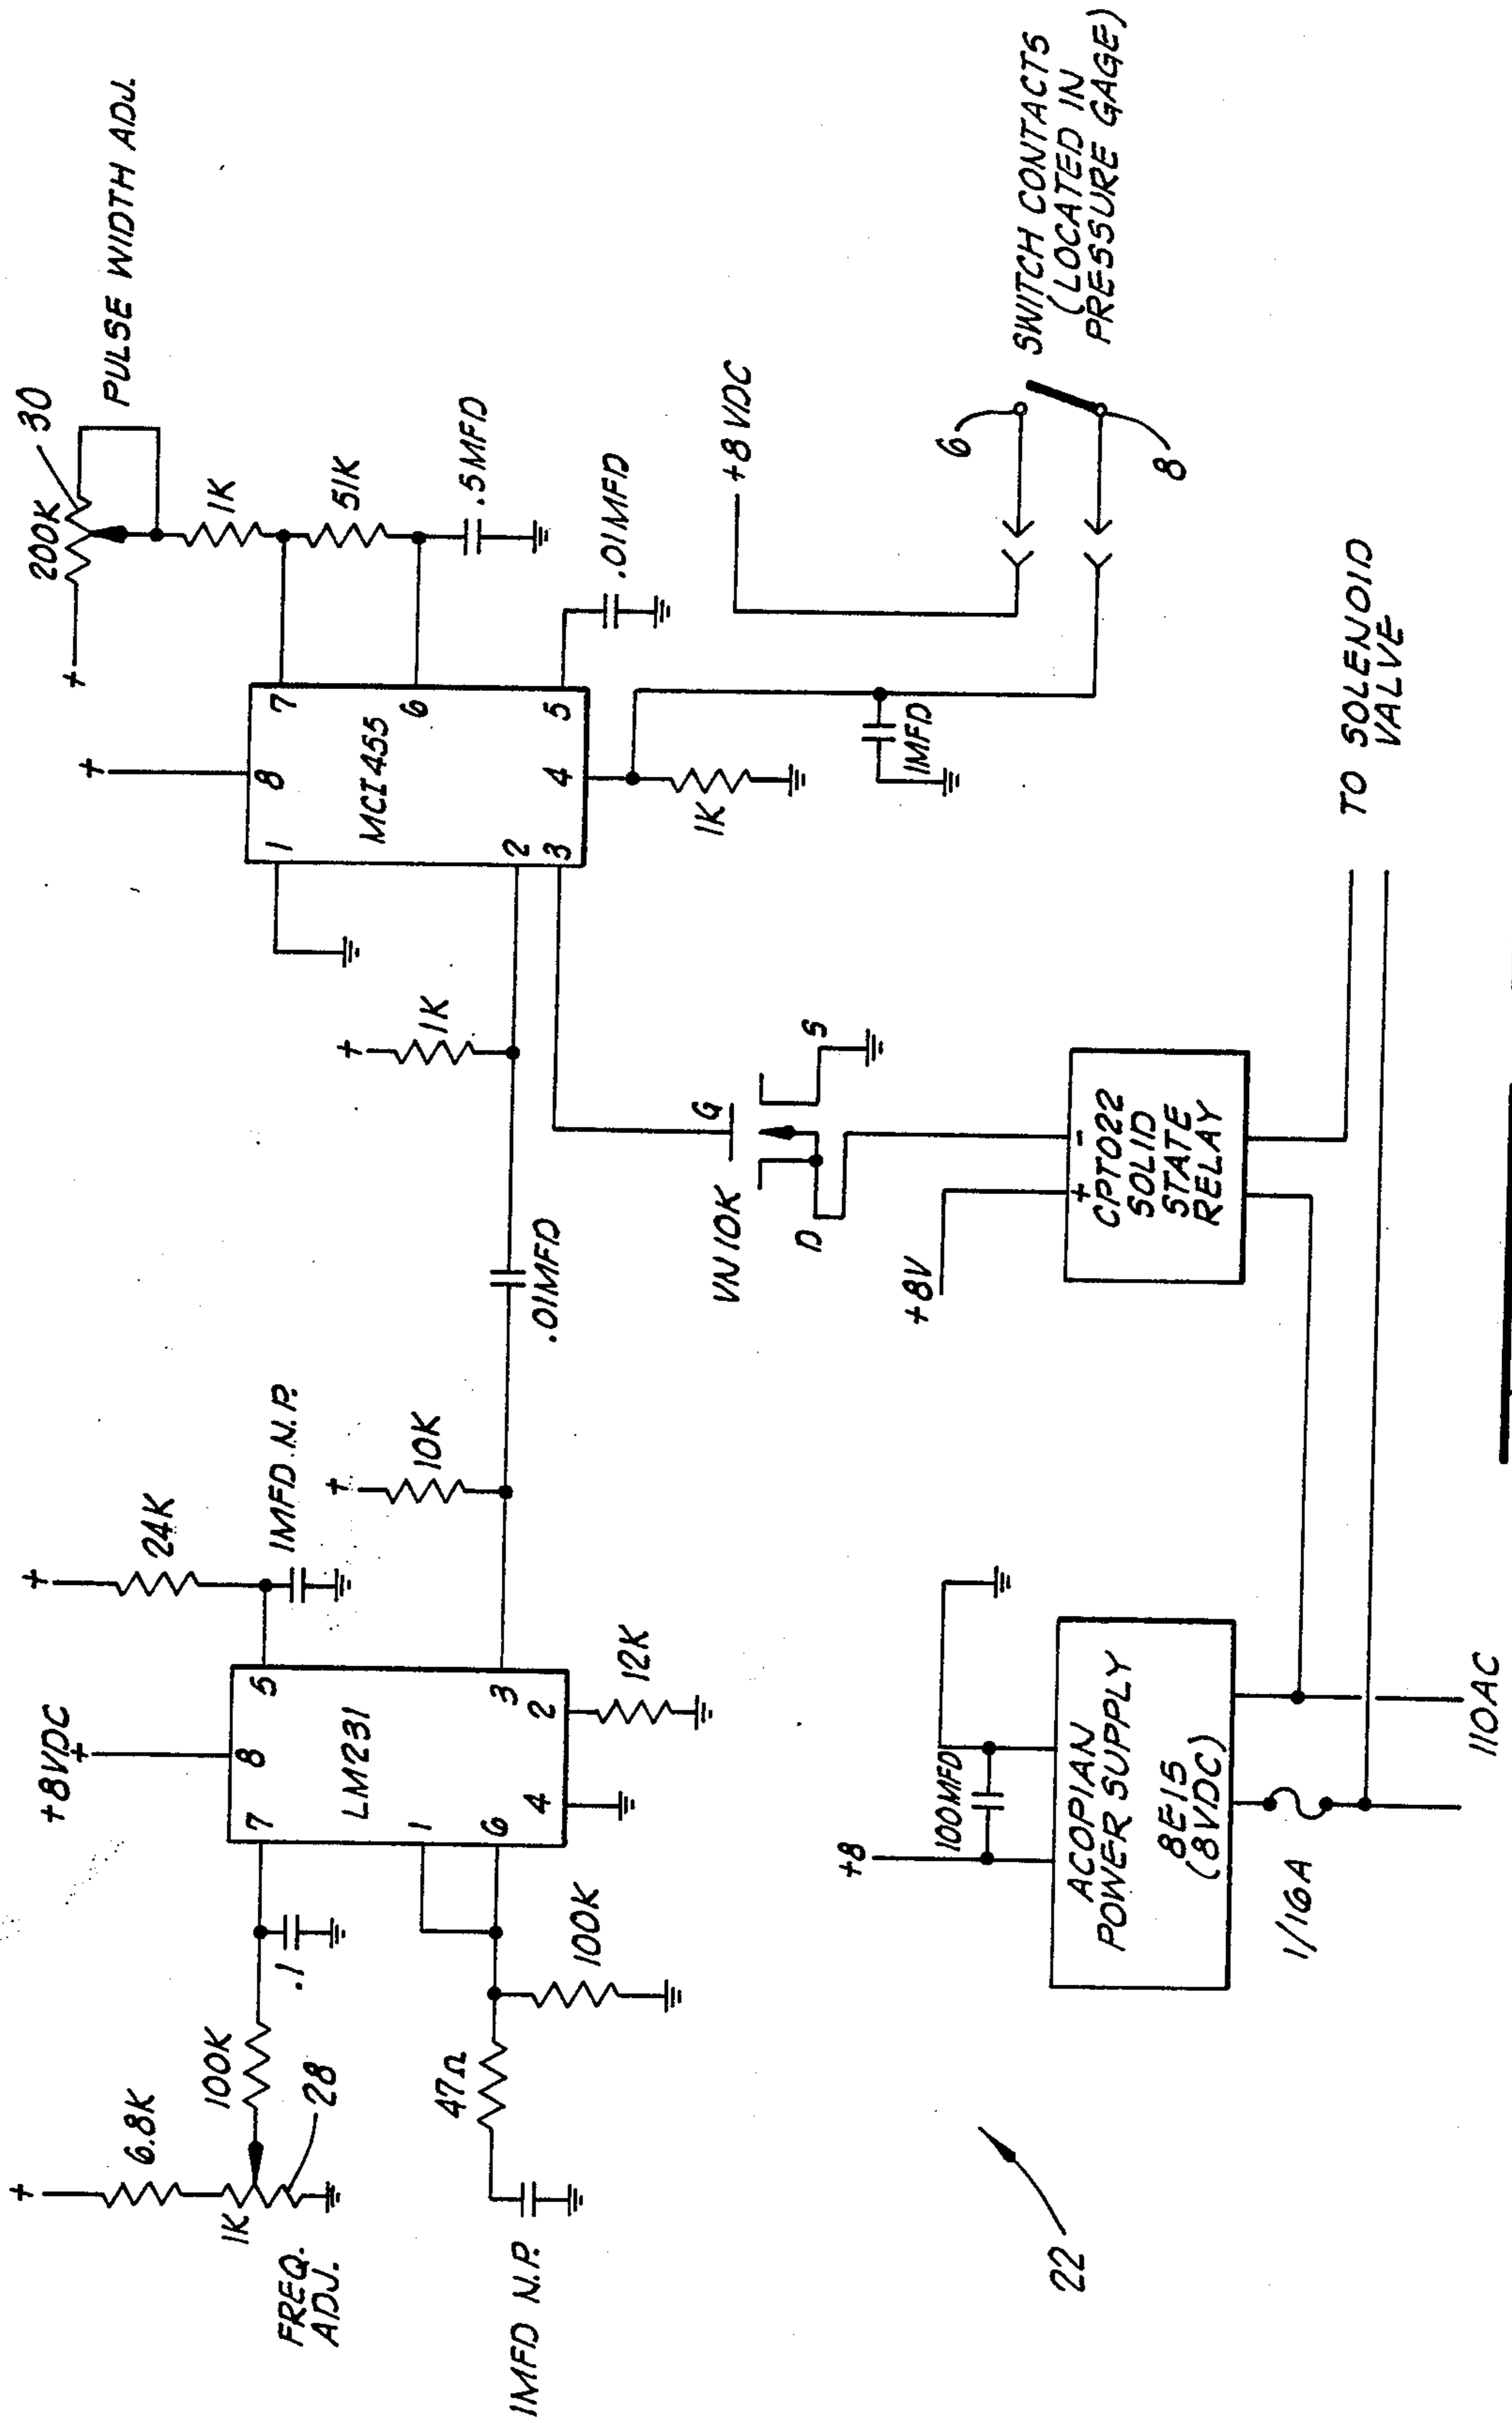 +
6.8K
1K
FREQ.
ADJ.
28
100K
.1
+8VDC
+
7
8
5
LM231
1
6
4
3
2
+
24K
1MFD N.P.
47Ω
1MFD N.P.
100K
12K
+
10K
.01MFD
+
1K
+
1
8
7
MC1455
6
2
3
4
5
+
200K
30
PULSE WIDTH ADJ.
1K
51K
.5MFD
.01MFD
1K
1MFD
+8VDC
6
8
SWITCH CONTACTS
(LOCATED IN
PRESSURE GAGE)
VN10K
G
D
S
+8V
+
-
CPTO22
SOLID
STATE
RELAY
TO SOLENOID
VALVE
22
+8
100MFD
ACOPIAN
POWER SUPPLY
8E15
(8VDC)
1/16A
110AC